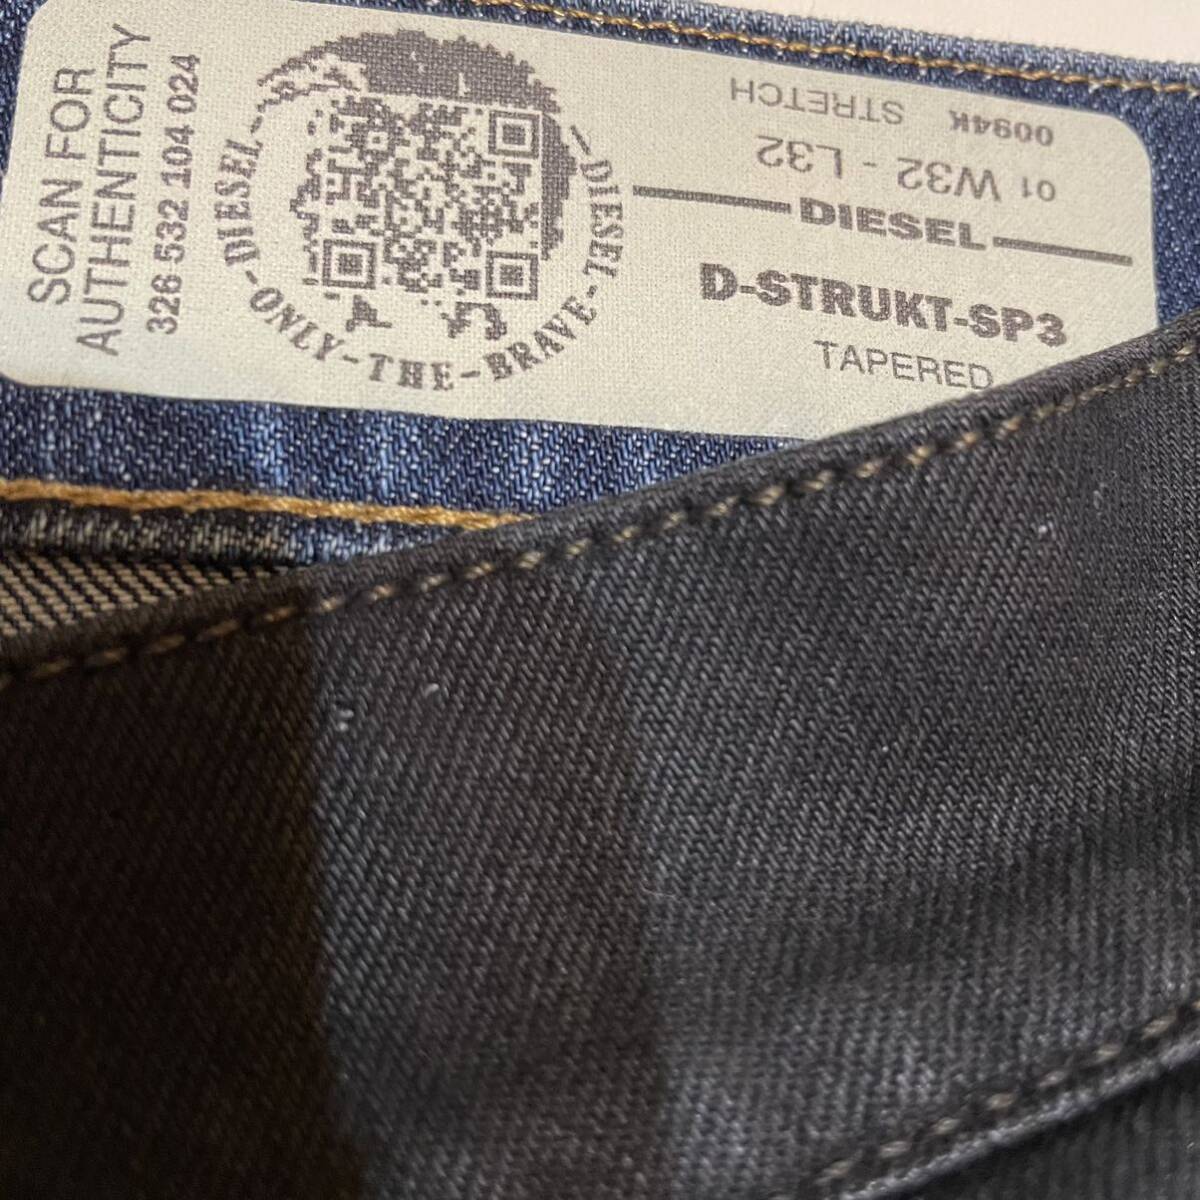 SCAN FOR
AUTHENTICITY
326 532 104 024
DIESEL-ONLY-THE-BRAVE-DIESEL
0094K STRETCH
01 W32 - L32
DIESEL
D-STRUKT-SP3
TAPERED